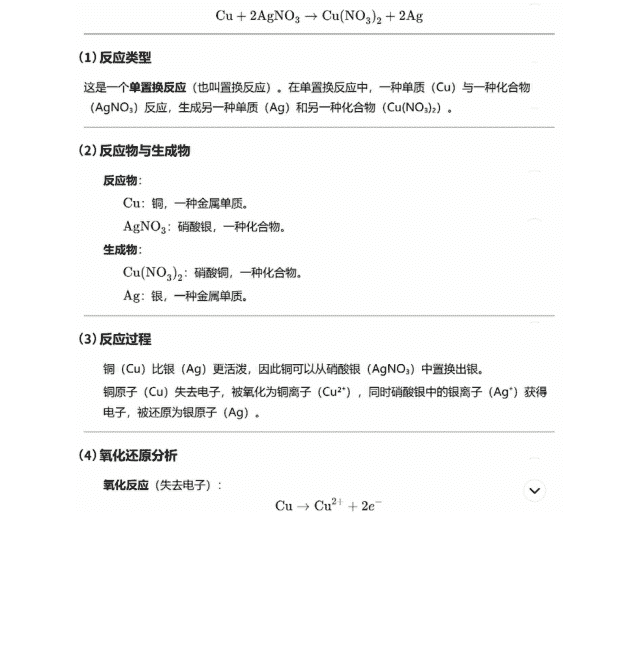 Cu + 2AgNO₃ → Cu(NO₃)₂ + 2Ag
（1）反应类型
这是一个单置换反应（也叫置换反应）。在单置换反应中，一种单质（Cu）与一种化合物
（AgNO₃）反应，生成另一种单质（Ag）和另一种化合物（Cu(NO₃)₂）。
（2）反应物与生成物
反应物：
Cu：铜，一种金属单质。
AgNO₃：硝酸银，一种化合物。
生成物：
Cu(NO₃)₂：硝酸铜，一种化合物。
Ag：银，一种金属单质。
（3）反应过程
铜（Cu）比银（Ag）更活泼，因此铜可以从硝酸银（AgNO₃）中置换出银。
铜原子（Cu）失去电子，被氧化为铜离子（Cu²⁺），同时硝酸银中的银离子（Ag⁺）获得
电子，被还原为银原子（Ag）。
（4）氧化还原分析
氧化反应（失去电子）：
Cu → Cu²⁺ + 2e⁻